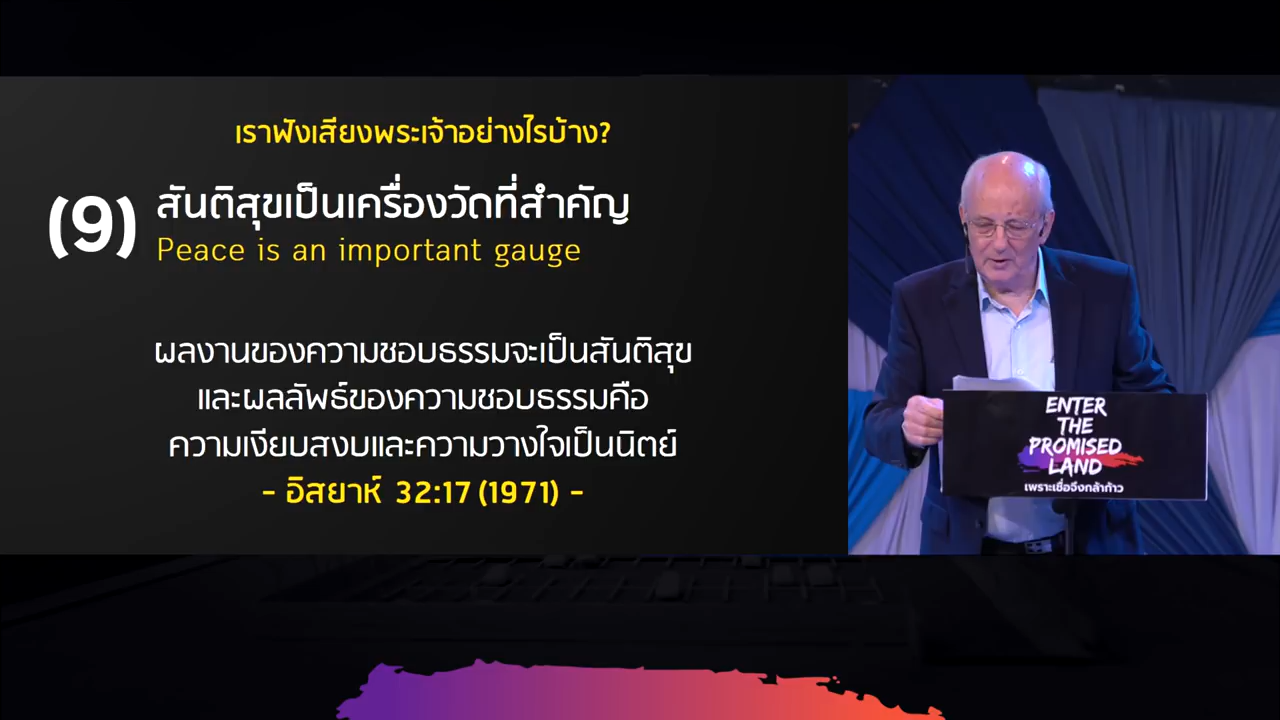 เราฟังเสียงพระเจ้าอย่างไรบ้าง?
(9)
สันติสุขเป็นเครื่องวัดที่สำคัญ
Peace is an important gauge
ผลงานของความชอบธรรมจะเป็นสันติสุข
และผลลัพธ์ของความชอบธรรมคือ
ความเงียบสงบและความวางใจเป็นนิตย์
- อิสยาห์ 32:17 (1971) -
ENTER
THE
PROMISED
LAND
เพราะเชื่อจึงกล้าก้าว